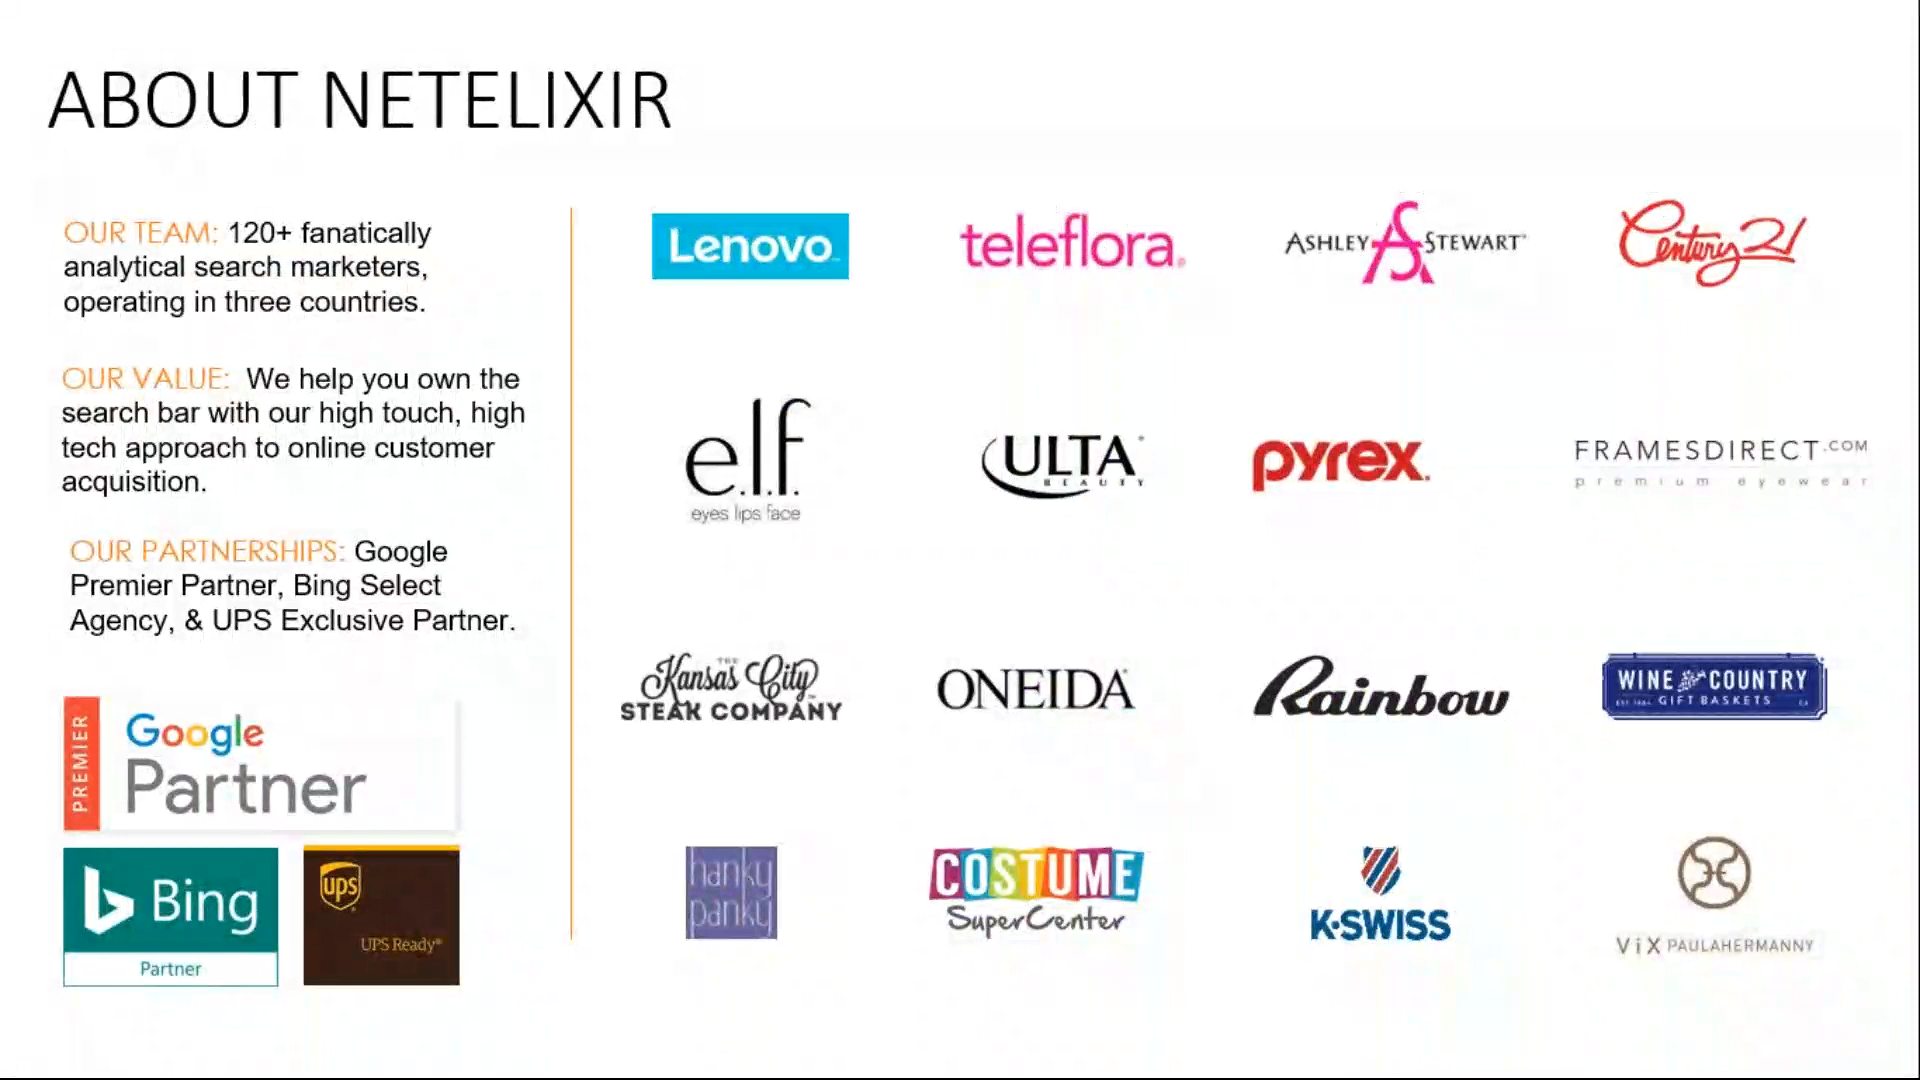 ABOUT NETELIXIR
OUR TEAM: 120+ fanatically
analytical search marketers,
operating in three countries.
OUR VALUE: We help you own the
search bar with our high touch, high
tech approach to online customer
acquisition.
OUR PARTNERSHIPS: Google
Premier Partner, Bing Select
Agency, & UPS Exclusive Partner.
PREMIER
Google
Partner
Bing
Partner
ups
UPS Ready®
Lenovo
teleflora.
ASHLEY STEWART
Century 21
e.l.f.
eyes lips face
ULTA
BEAUTY
pyrex.
FRAMESDIRECT.COM
premium eyewear
THE
Kansas City
STEAK COMPANY
ONEIDA
Rainbow
WINE COUNTRY
GIFT BASKETS
hanky
panky
COSTUME
SuperCenter
K·SWISS
ViX PAULAHERMANNY